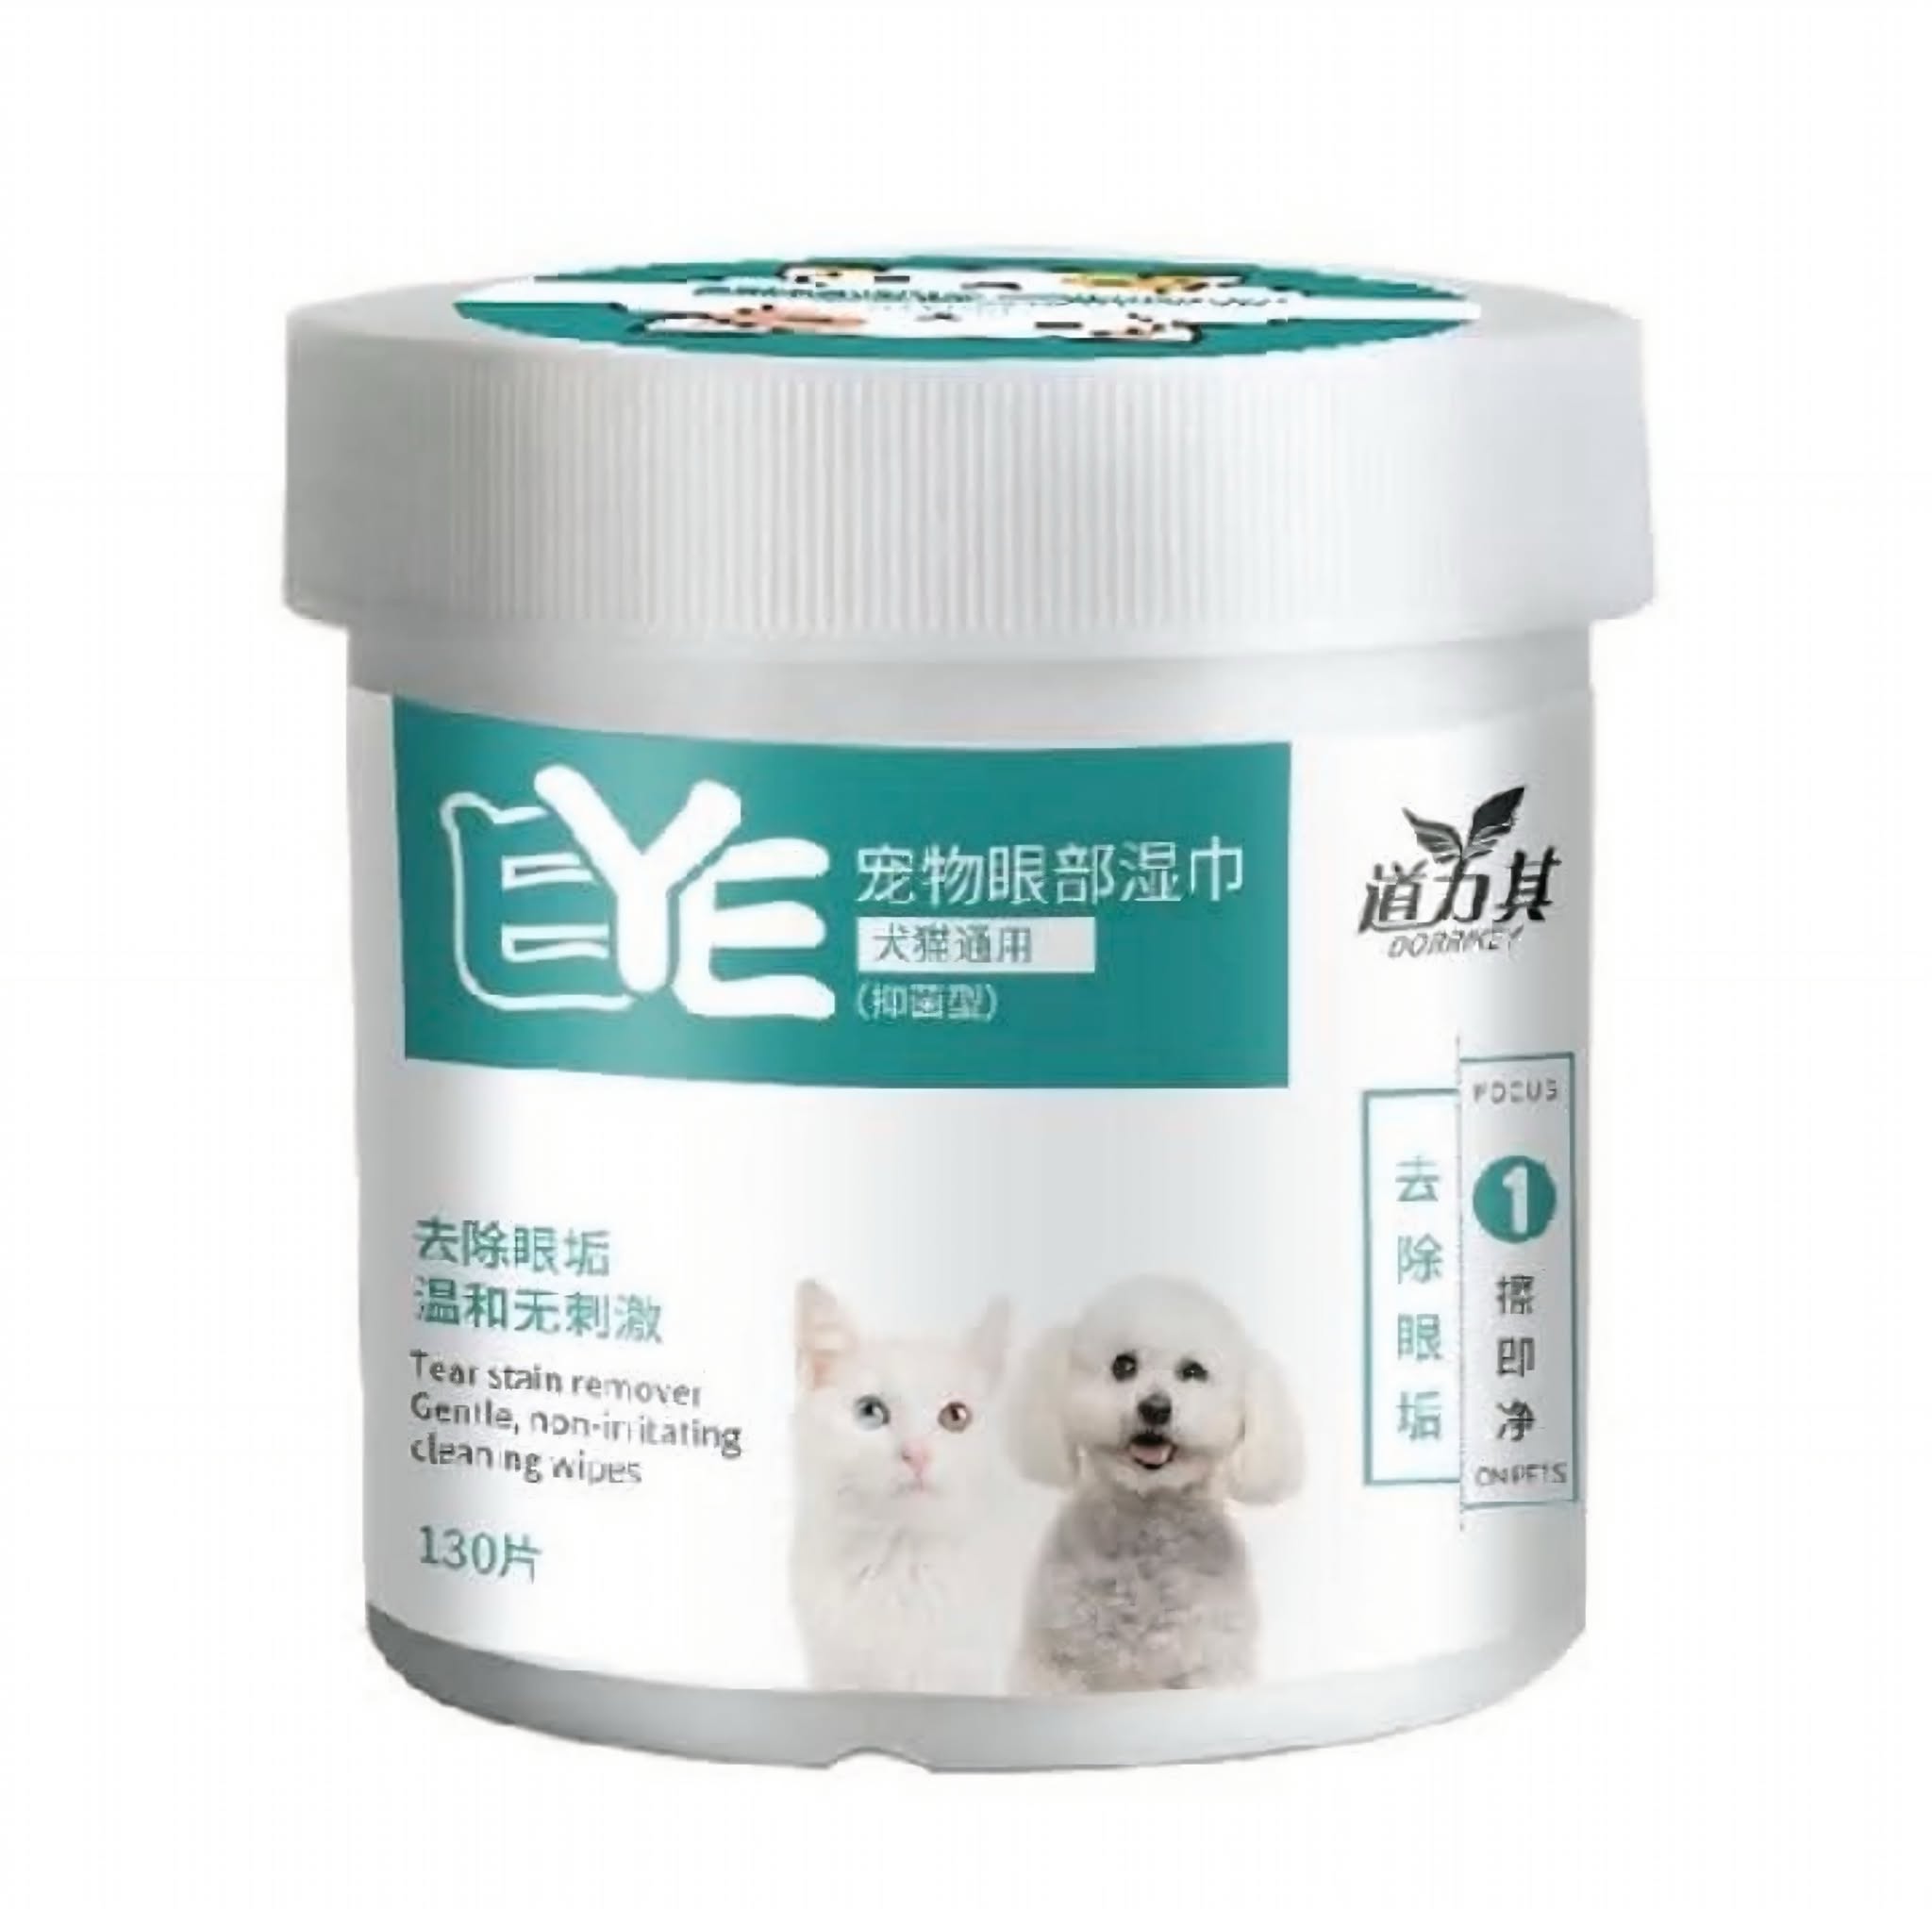 EYE
宠物眼部湿巾
犬猫通用
(抑菌型)
道力其
DORRIKEY
去除眼垢
温和无刺激
Tear stain remover
Gentle, non-irritating
cleaning wipes
130片
去除眼垢
FOCUS
1
擦即净
ON PETS